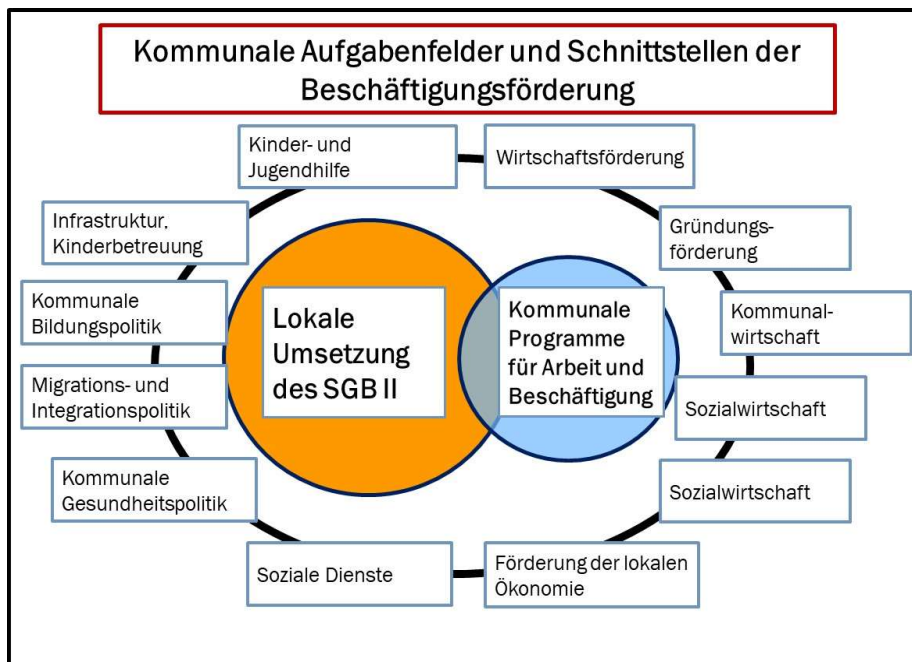 Kommunale Aufgabenfelder und Schnittstellen der
Beschäftigungsförderung
Kinder- und
Jugendhilfe
Wirtschaftsförderung
Infrastruktur,
Kinderbetreuung
Gründungs-
förderung
Kommunale
Bildungspolitik
Kommunal-
wirtschaft
Lokale
Umsetzung
des SGB II
Kommunale
Programme
für Arbeit und
Beschäftigung
Migrations- und
Integrationspolitik
Sozialwirtschaft
Kommunale
Gesundheitspolitik
Sozialwirtschaft
Soziale Dienste
Förderung der lokalen
Ökonomie